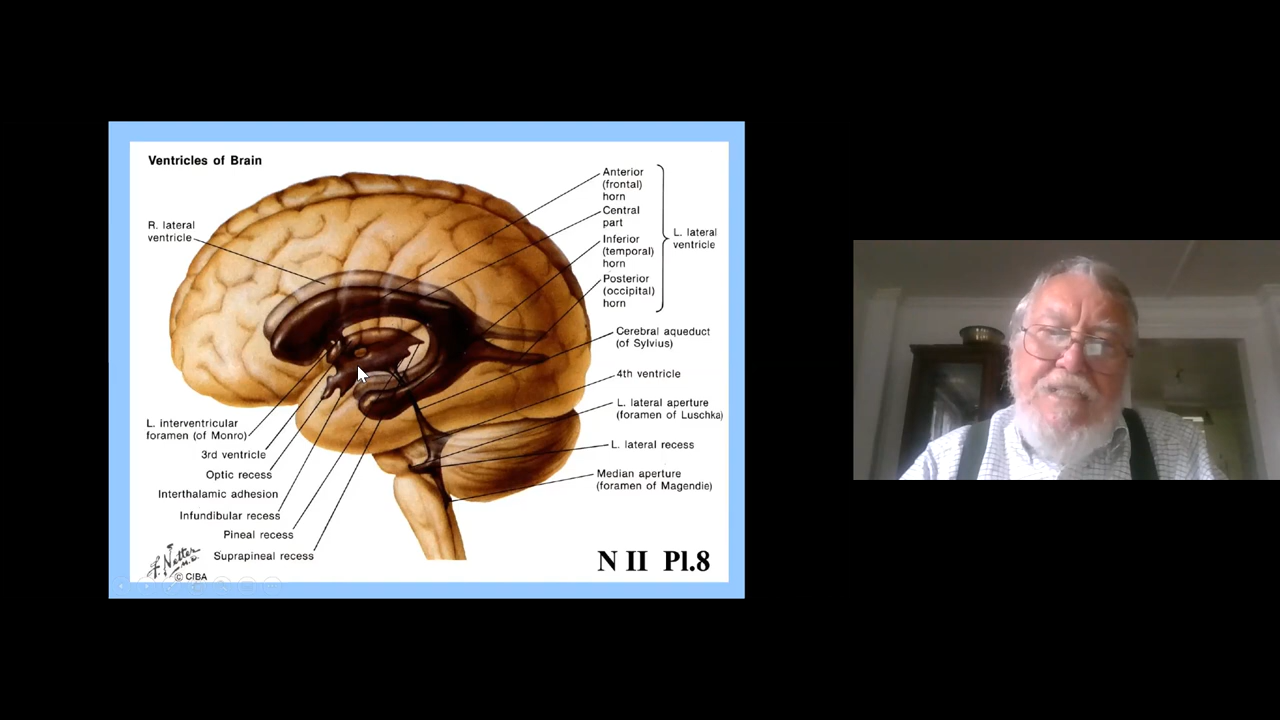 Ventricles of Brain
R. lateral
ventricle
Anterior
(frontal)
horn
Central
part
Inferior
(temporal)
horn
Posterior
(occipital)
horn
L. lateral
ventricle
Cerebral aqueduct
(of Sylvius)
4th ventricle
L. lateral aperture
(foramen of Luschka)
L. lateral recess
Median aperture
(foramen of Magendie)
L. interventricular
foramen (of Monro)
3rd ventricle
Optic recess
Interthalamic adhesion
Infundibular recess
Pineal recess
Suprapineal recess
F. Netter
M.D.
© CIBA
N II Pl.8